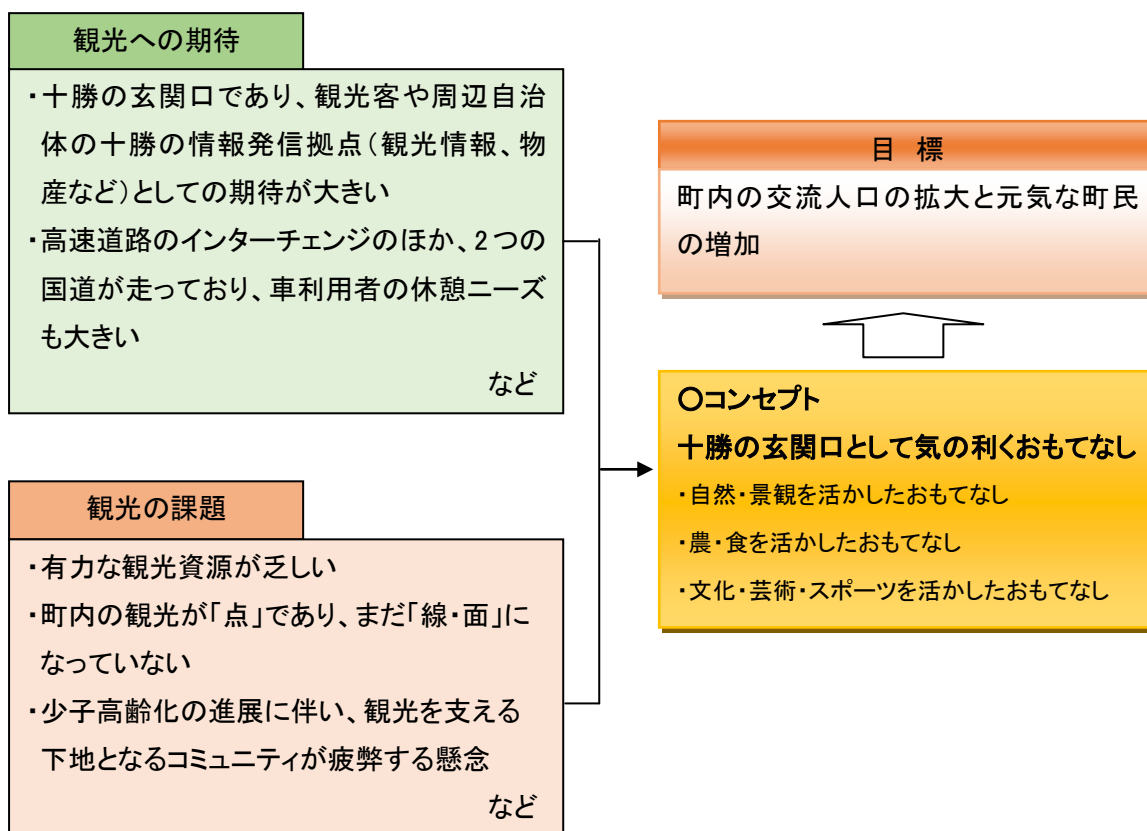 観光への期待
・十勝の玄関口であり、観光客や周辺自治
体の十勝の情報発信拠点（観光情報、物
産など）としての期待が大きい
・高速道路のインターチェンジのほか、2つの
国道が走っており、車利用者の休憩ニーズ
も大きい
など
観光の課題
・有力な観光資源が乏しい
・町内の観光が「点」であり、まだ「線・面」に
なっていない
・少子高齢化の進展に伴い、観光を支える
下地となるコミュニティが疲弊する懸念
など
目 標
町内の交流人口の拡大と元気な町民
の増加
〇コンセプト
十勝の玄関口として気の利くおもてなし
・自然・景観を活かしたおもてなし
・農・食を活かしたおもてなし
・文化・芸術・スポーツを活かしたおもてなし